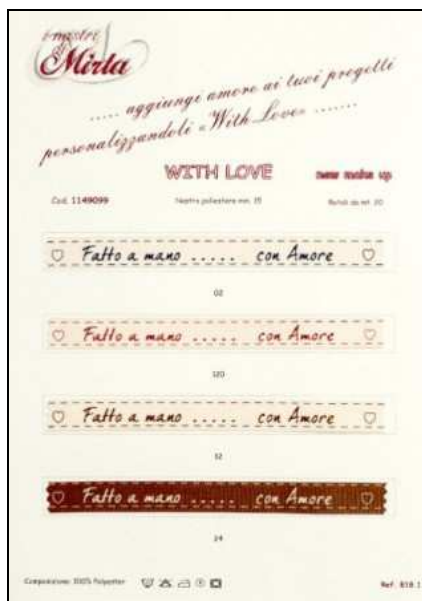 i nastri
di
Mirta
..... aggiungi amore ai tuoi progetti
personalizzandoli «With Love» .......
WITH LOVE new make up
Cod. 1149099 Nastro poliestere mm. 15 Rotoli da mt. 20
Fatto a mano ..... con Amore
02
Fatto a mano ..... con Amore
120
Fatto a mano ..... con Amore
12
Fatto a mano ..... con Amore
24
Composizione: 100% Polyester Ref. 818.1